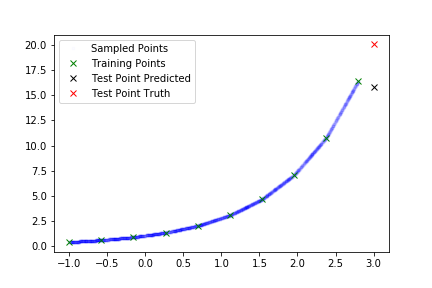 20.0
17.5
15.0
12.5
10.0
7.5
5.0
2.5
0.0
Sampled Points
Training Points
Test Point Predicted
Test Point Truth
-1.0 -0.5 0.0 0.5 1.0 1.5 2.0 2.5 3.0